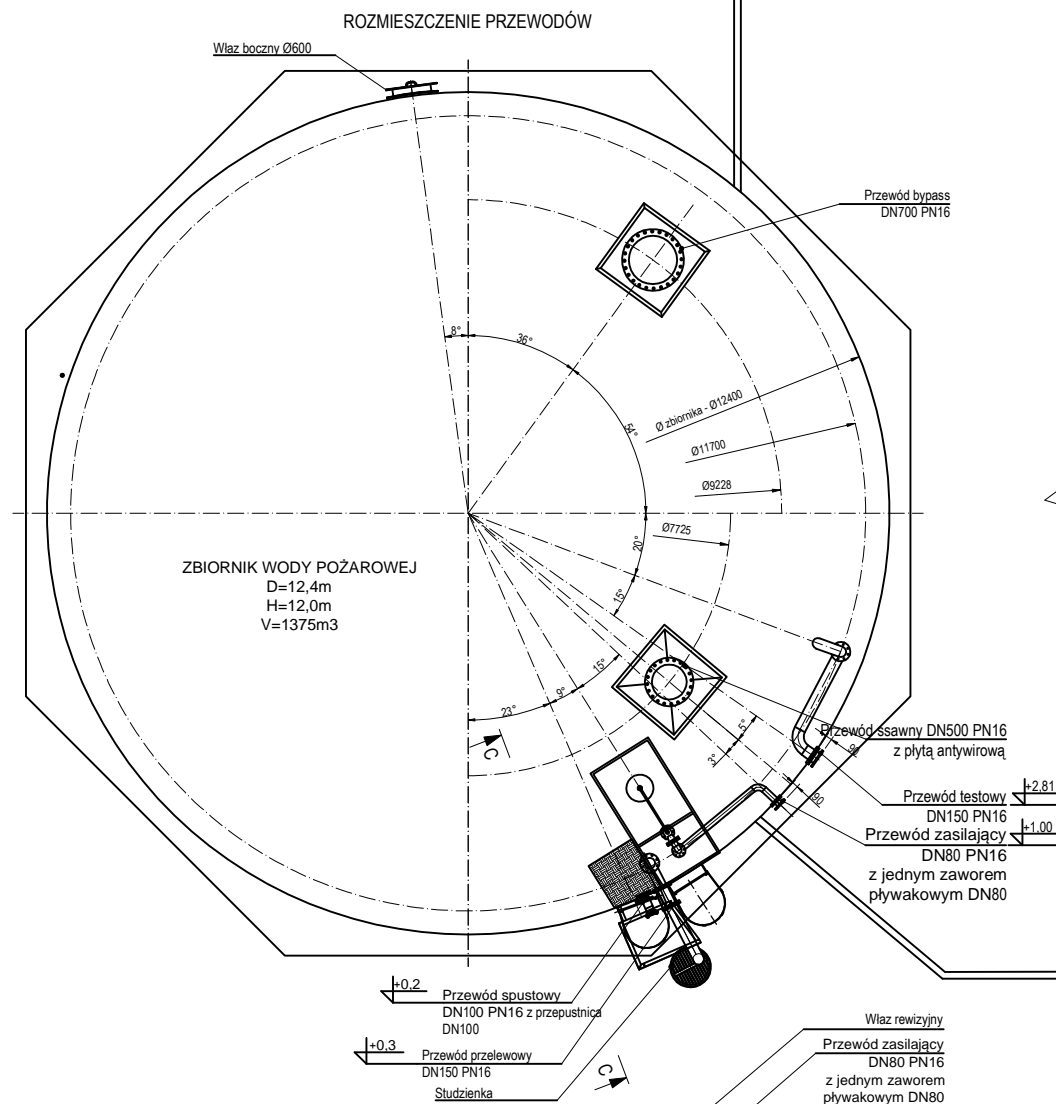 ROZMIESZCZENIE PRZEWODÓW
Właz boczny Ø600
Przewód bypass
DN700 PN16
8°
36°
54°
Ø zbiornika - Ø12400
Ø11700
Ø9228
Ø7725
20°
15°
ZBIORNIK WODY POŻAROWEJ
D=12,4m
H=12,0m
V=1375m3
15°
9°
23°
C
5°
3°
90
90
Przewód ssawny DN500 PN16
z płytą antywirową
Przewód testowy
+2,81
DN150 PN16
Przewód zasilający
+1.00
DN80 PN16
z jednym zaworem
pływakowym DN80
+0,2
Przewód spustowy
DN100 PN16 z przepustnica
DN100
+0,3
Przewód przelewowy
DN150 PN16
Studzienka
C
Właz rewizyjny
Przewód zasilający
DN80 PN16
z jednym zaworem
pływakowym DN80